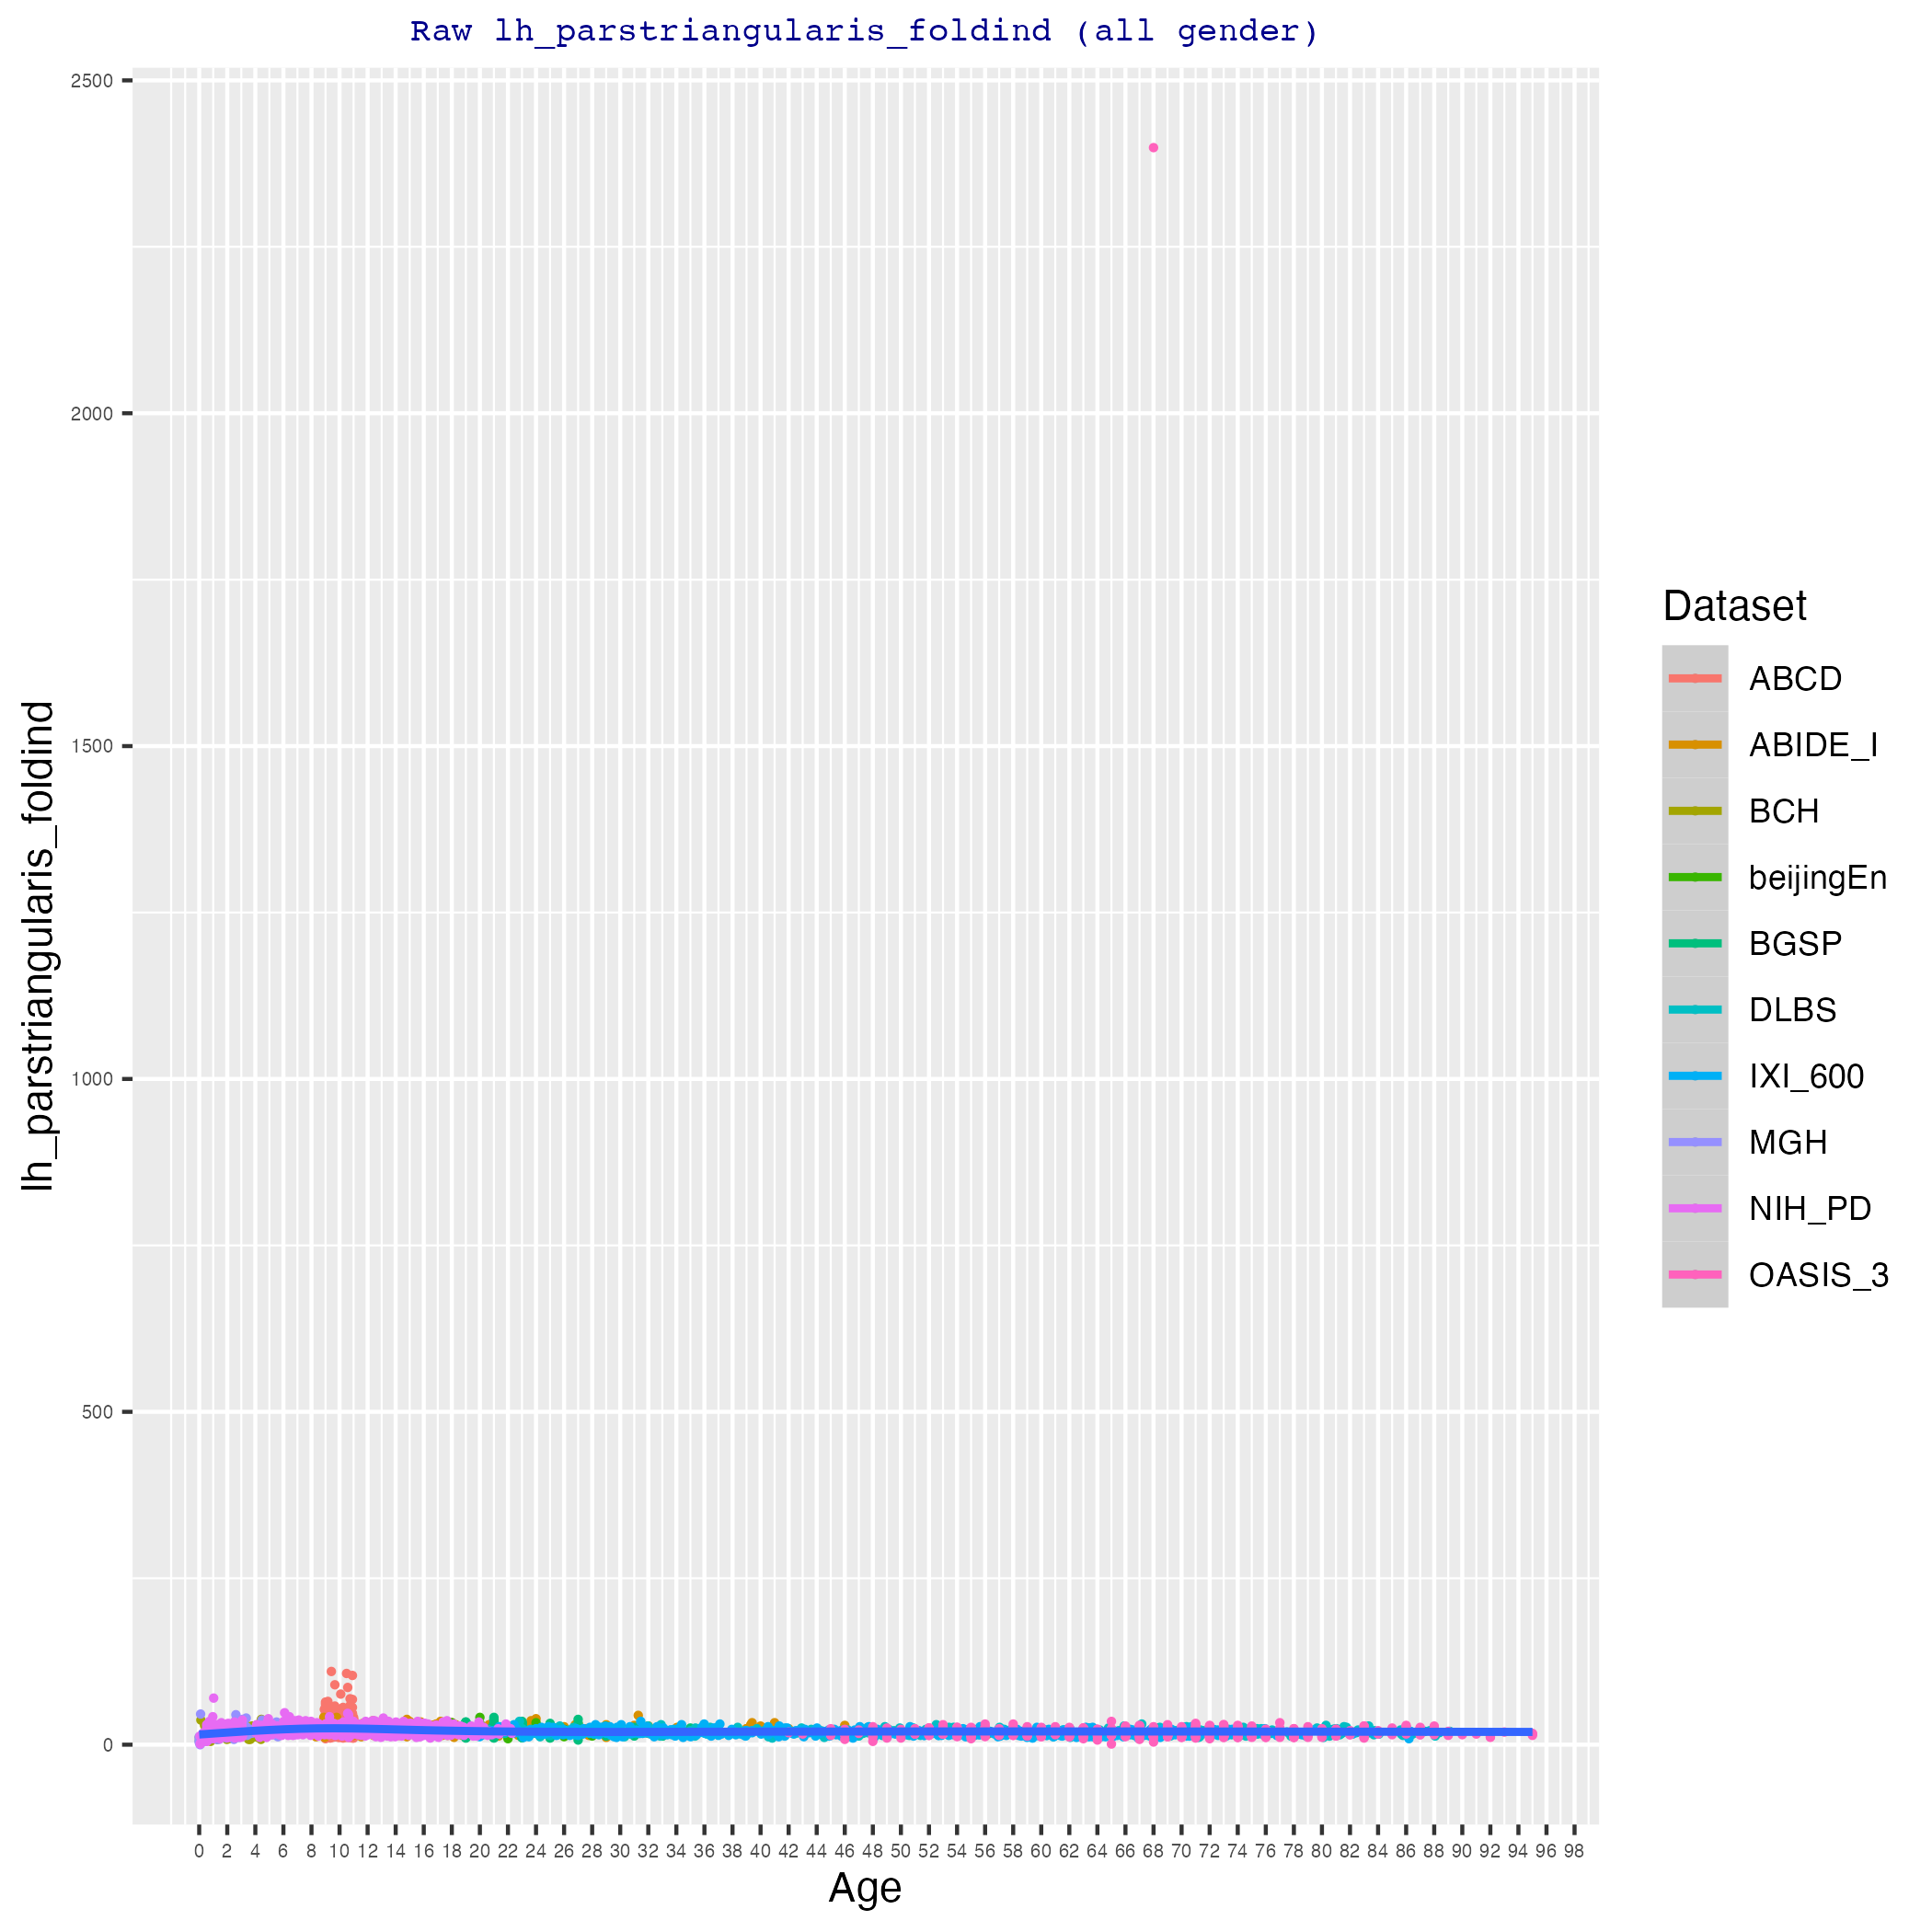 Raw lh_parstriangularis_foldind (all gender)
lh_parstriangularis_foldind
2500
2000
1500
1000
500
0
0 2 4 6 8 10 12 14 16 18 20 22 24 26 28 30 32 34 36 38 40 42 44 46 48 50 52 54 56 58 60 62 64 66 68 70 72 74 76 78 80 82 84 86 88 90 92 94 96 98
Age
Dataset
ABCD
ABIDE_I
BCH
beijingEn
BGSP
DLBS
IXI_600
MGH
NIH_PD
OASIS_3